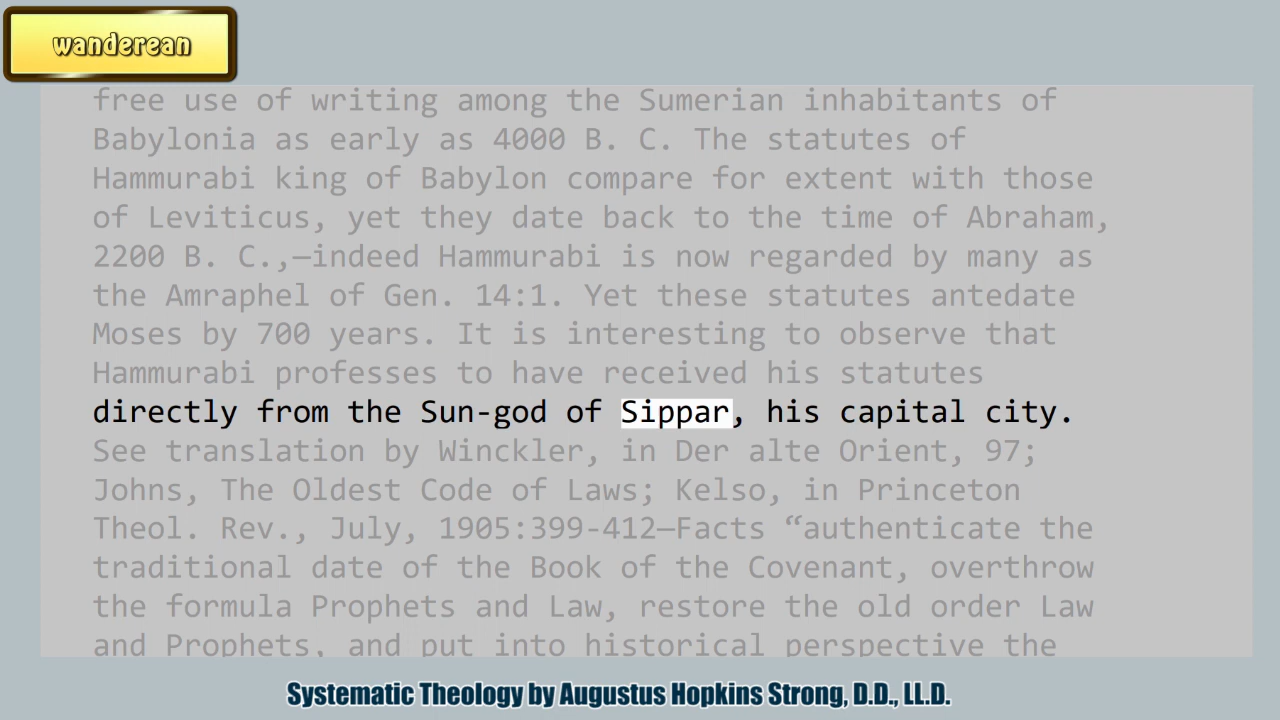 wanderean
free use of writing among the Sumerian inhabitants of
Babylonia as early as 4000 B. C. The statutes of
Hammurabi king of Babylon compare for extent with those
of Leviticus, yet they date back to the time of Abraham,
2200 B. C.,—indeed Hammurabi is now regarded by many as
the Amraphel of Gen. 14:1. Yet these statutes antedate
Moses by 700 years. It is interesting to observe that
Hammurabi professes to have received his statutes
directly from the Sun-god of Sippar, his capital city.
See translation by Winckler, in Der alte Orient, 97;
Johns, The Oldest Code of Laws; Kelso, in Princeton
Theol. Rev., July, 1905:399-412—Facts “authenticate the
traditional date of the Book of the Covenant, overthrow
the formula Prophets and Law, restore the old order Law
and Prophets, and put into historical perspective the
Systematic Theology by Augustus Hopkins Strong, D.D., LL.D.